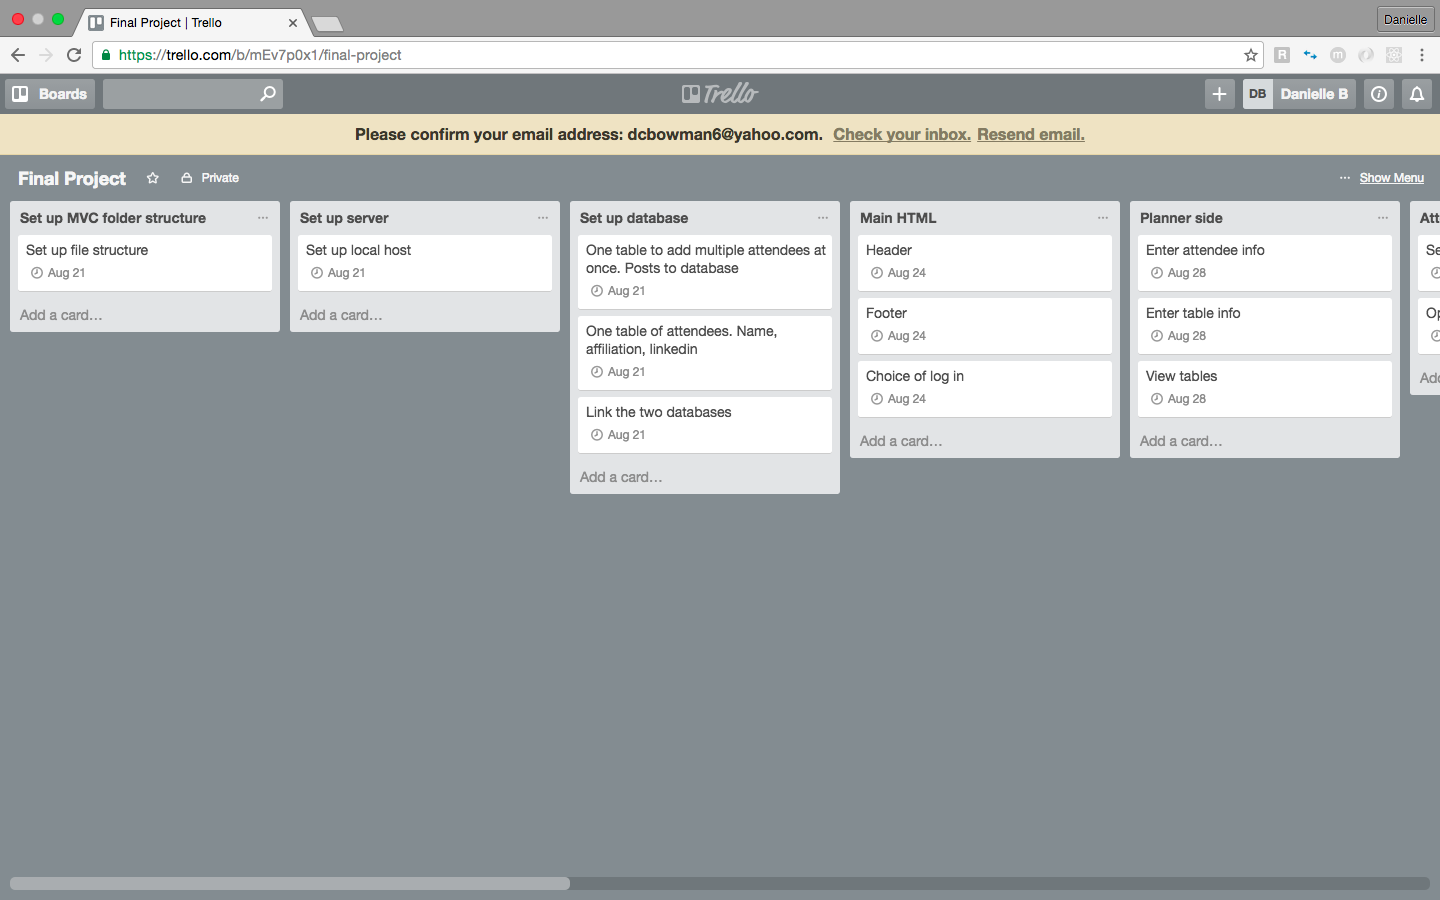 Final Project | Trello
Danielle
https://trello.com/b/mEv7p0x1/final-project
R
m
Boards
Trello
DB
Danielle B
Please confirm your email address: dcbowman6@yahoo.com. Check your inbox. Resend email.
Final Project
Private
... Show Menu
Set up MVC folder structure
Set up file structure
Aug 21
Add a card...
Set up server
Set up local host
Aug 21
Add a card...
Set up database
One table to add multiple attendees at
once. Posts to database
Aug 21
One table of attendees. Name,
affiliation, linkedin
Aug 21
Link the two databases
Aug 21
Add a card...
Main HTML
Header
Aug 24
Footer
Aug 24
Choice of log in
Aug 24
Add a card...
Planner side
Enter attendee info
Aug 28
Enter table info
Aug 28
View tables
Aug 28
Add a card...
Att
Se
Op
Add